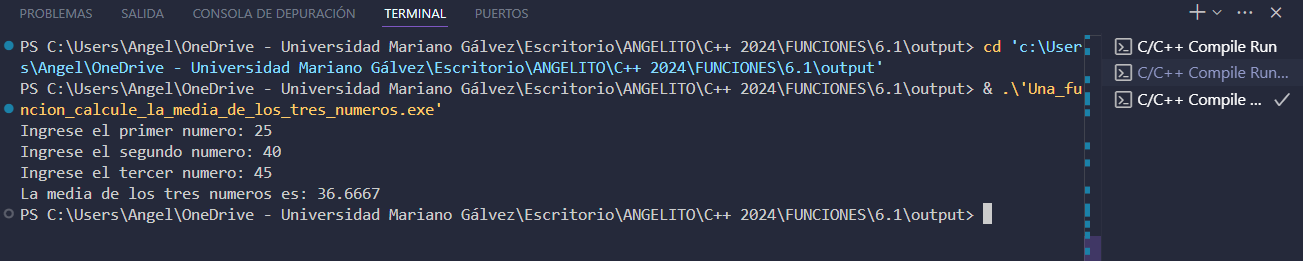 PROBLEMAS SALIDA CONSOLA DE DEPURACIÓN TERMINAL PUERTOS
PS C:\Users\Angel\OneDrive - Universidad Mariano Gálvez\Escritorio\ANGELITO\C++ 2024\FUNCIONES\6.1\output> cd 'c:\User
s\Angel\OneDrive - Universidad Mariano Gálvez\Escritorio\ANGELITO\C++ 2024\FUNCIONES\6.1\output'
PS C:\Users\Angel\OneDrive - Universidad Mariano Gálvez\Escritorio\ANGELITO\C++ 2024\FUNCIONES\6.1\output> & .\'Una_fu
ncion_calcule_la_media_de_los_tres_numeros.exe'
Ingrese el primer numero: 25
Ingrese el segundo numero: 40
Ingrese el tercer numero: 45
La media de los tres numeros es: 36.6667
PS C:\Users\Angel\OneDrive - Universidad Mariano Gálvez\Escritorio\ANGELITO\C++ 2024\FUNCIONES\6.1\output>
C/C++ Compile Run
C/C++ Compile Run...
C/C++ Compile ...